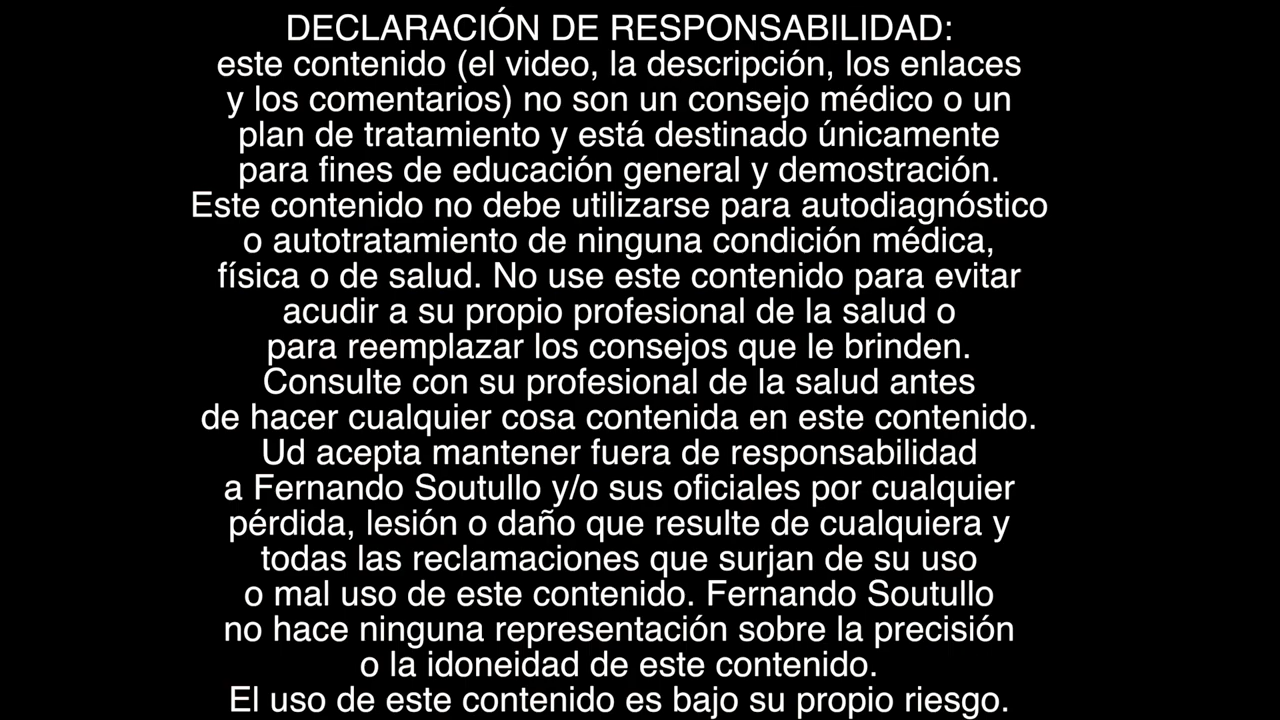 DECLARACIÓN DE RESPONSABILIDAD:
este contenido (el video, la descripción, los enlaces
y los comentarios) no son un consejo médico o un
plan de tratamiento y está destinado únicamente
para fines de educación general y demostración.
Este contenido no debe utilizarse para autodiagnóstico
o autotratamiento de ninguna condición médica,
física o de salud. No use este contenido para evitar
acudir a su propio profesional de la salud o
para reemplazar los consejos que le brinden.
Consulte con su profesional de la salud antes
de hacer cualquier cosa contenida en este contenido.
Ud acepta mantener fuera de responsabilidad
a Fernando Soutullo y/o sus oficiales por cualquier
pérdida, lesión o daño que resulte de cualquiera y
todas las reclamaciones que surjan de su uso
o mal uso de este contenido. Fernando Soutullo
no hace ninguna representación sobre la precisión
o la idoneidad de este contenido.
El uso de este contenido es bajo su propio riesgo.